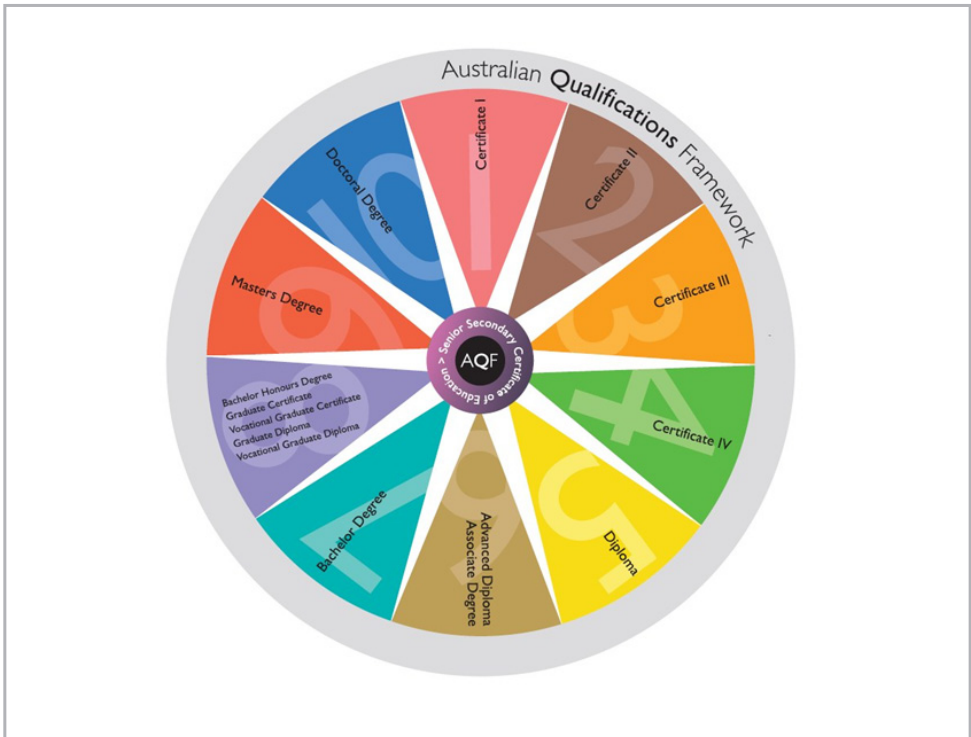 Australian Qualifications Framework
1
Certificate I
2
Certificate II
3
Certificate III
4
Certificate IV
5
Diploma
6
Advanced Diploma
Associate Degree
7
Bachelor Degree
8
Bachelor Honours Degree
Graduate Certificate
Vocational Graduate Certificate
Graduate Diploma
Vocational Graduate Diploma
9
Masters Degree
10
Doctoral Degree
Senior Secondary Certificate of Education >
AQF